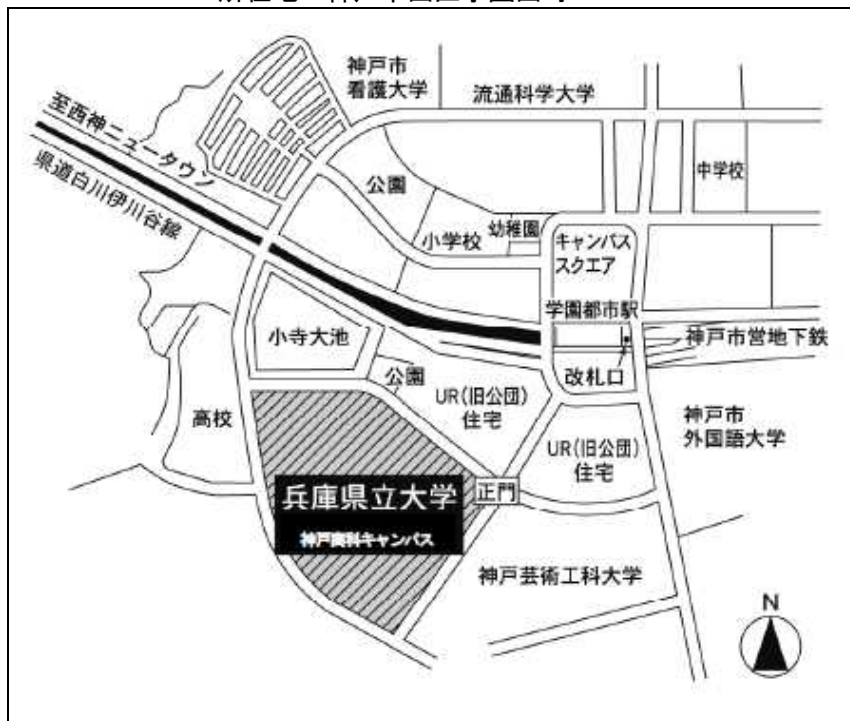 神戸市
看護大学
流通科学大学
至西神ニュータウン
県道白川伊川谷線
公園
中学校
小学校
幼稚園
キャンパス
スクエア
学園都市駅
神戸市営地下鉄
小寺大池
公園
改札口
UR(旧公団)
住宅
高校
神戸市
外国語大学
UR(旧公団)
住宅
兵庫県立大学
正門
神戸商科キャンパス
神戸芸術工科大学
N